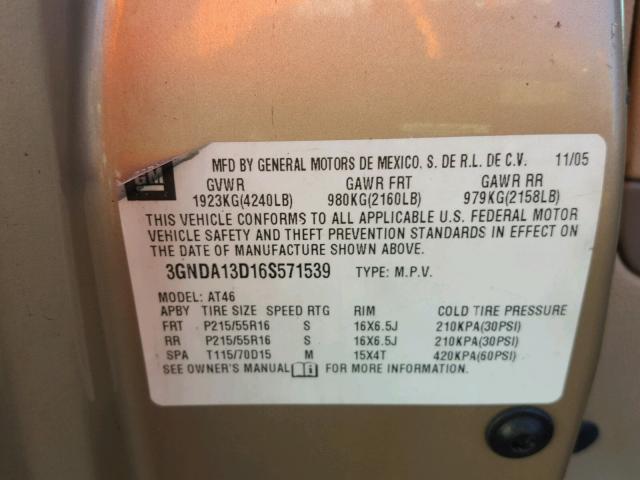 GM
MFD BY GENERAL MOTORS DE MEXICO, S. DE R.L. DE C.V. 11/05
GVWR GAWR FRT GAWR RR
1923KG(4240LB) 980KG(2160LB) 979KG(2158LB)
THIS VEHICLE CONFORMS TO ALL APPLICABLE U.S. FEDERAL MOTOR
VEHICLE SAFETY AND THEFT PREVENTION STANDARDS IN EFFECT ON
THE DATE OF MANUFACTURE SHOWN ABOVE.
3GNDA13D16S571539 TYPE: M.P.V.
MODEL: AT46
APBY TIRE SIZE SPEED RTG RIM COLD TIRE PRESSURE
FRT P215/55R16 S 16X6.5J 210KPA(30PSI)
RR P215/55R16 S 16X6.5J 210KPA(30PSI)
SPA T115/70D15 M 15X4T 420KPA(60PSI)
SEE OWNER'S MANUAL FOR MORE INFORMATION.